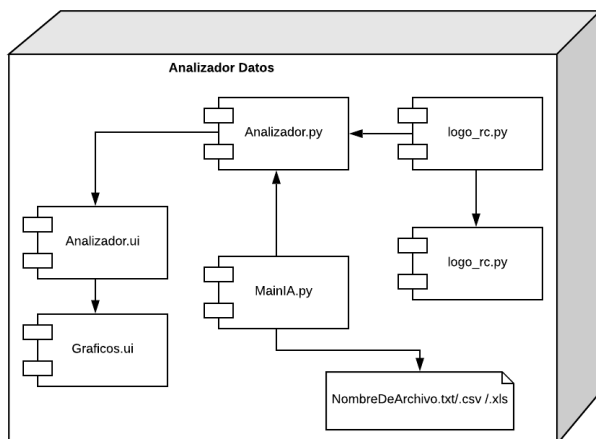 Analizador Datos
Analizador.py
logo_rc.py
Analizador.ui
MainIA.py
logo_rc.py
Graficos.ui
NombreDeArchivo.txt/.csv /.xls